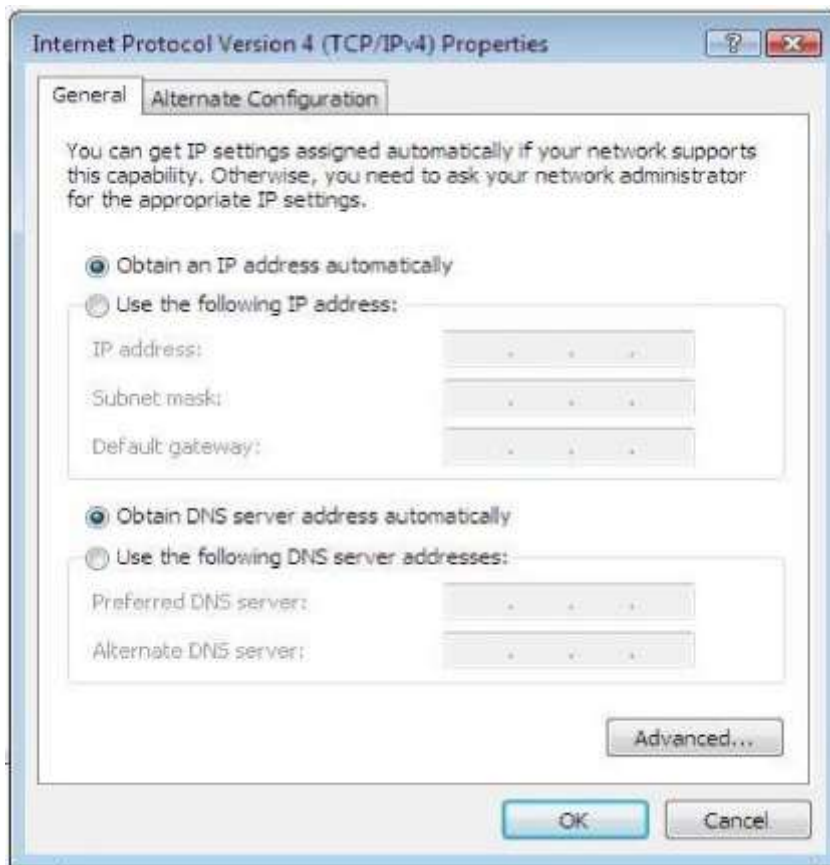 Internet Protocol Version 4 (TCP/IPv4) Properties
General
Alternate Configuration
You can get IP settings assigned automatically if your network supports
this capability. Otherwise, you need to ask your network administrator
for the appropriate IP settings.
Obtain an IP address automatically
Use the following IP address:
IP address:
Subnet mask:
Default gateway:
Obtain DNS server address automatically
Use the following DNS server addresses:
Preferred DNS server:
Alternate DNS server:
Advanced...
OK
Cancel